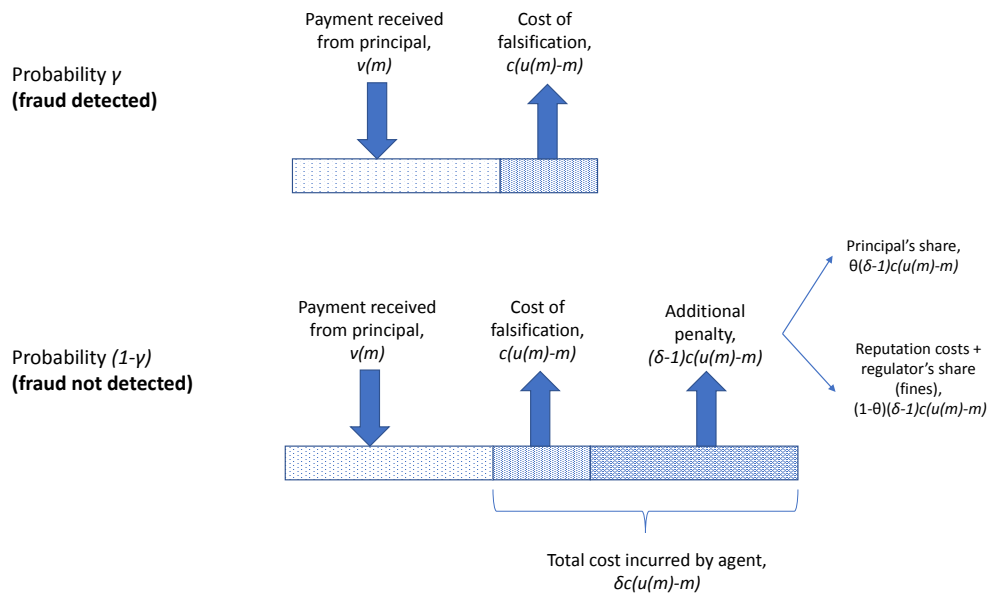 Payment received
from principal,
v(m)
Cost of
falsification,
c(u(m)-m)
Probability γ
(fraud detected)
Principal's share,
θ(δ-1)c(u(m)-m)
Payment received
from principal,
v(m)
Cost of
falsification,
c(u(m)-m)
Additional
penalty,
(δ-1)c(u(m)-m)
Probability (1-γ)
(fraud not detected)
Reputation costs +
regulator's share
(fines),
(1-θ)(δ-1)c(u(m)-m)
Total cost incurred by agent,
δc(u(m)-m)